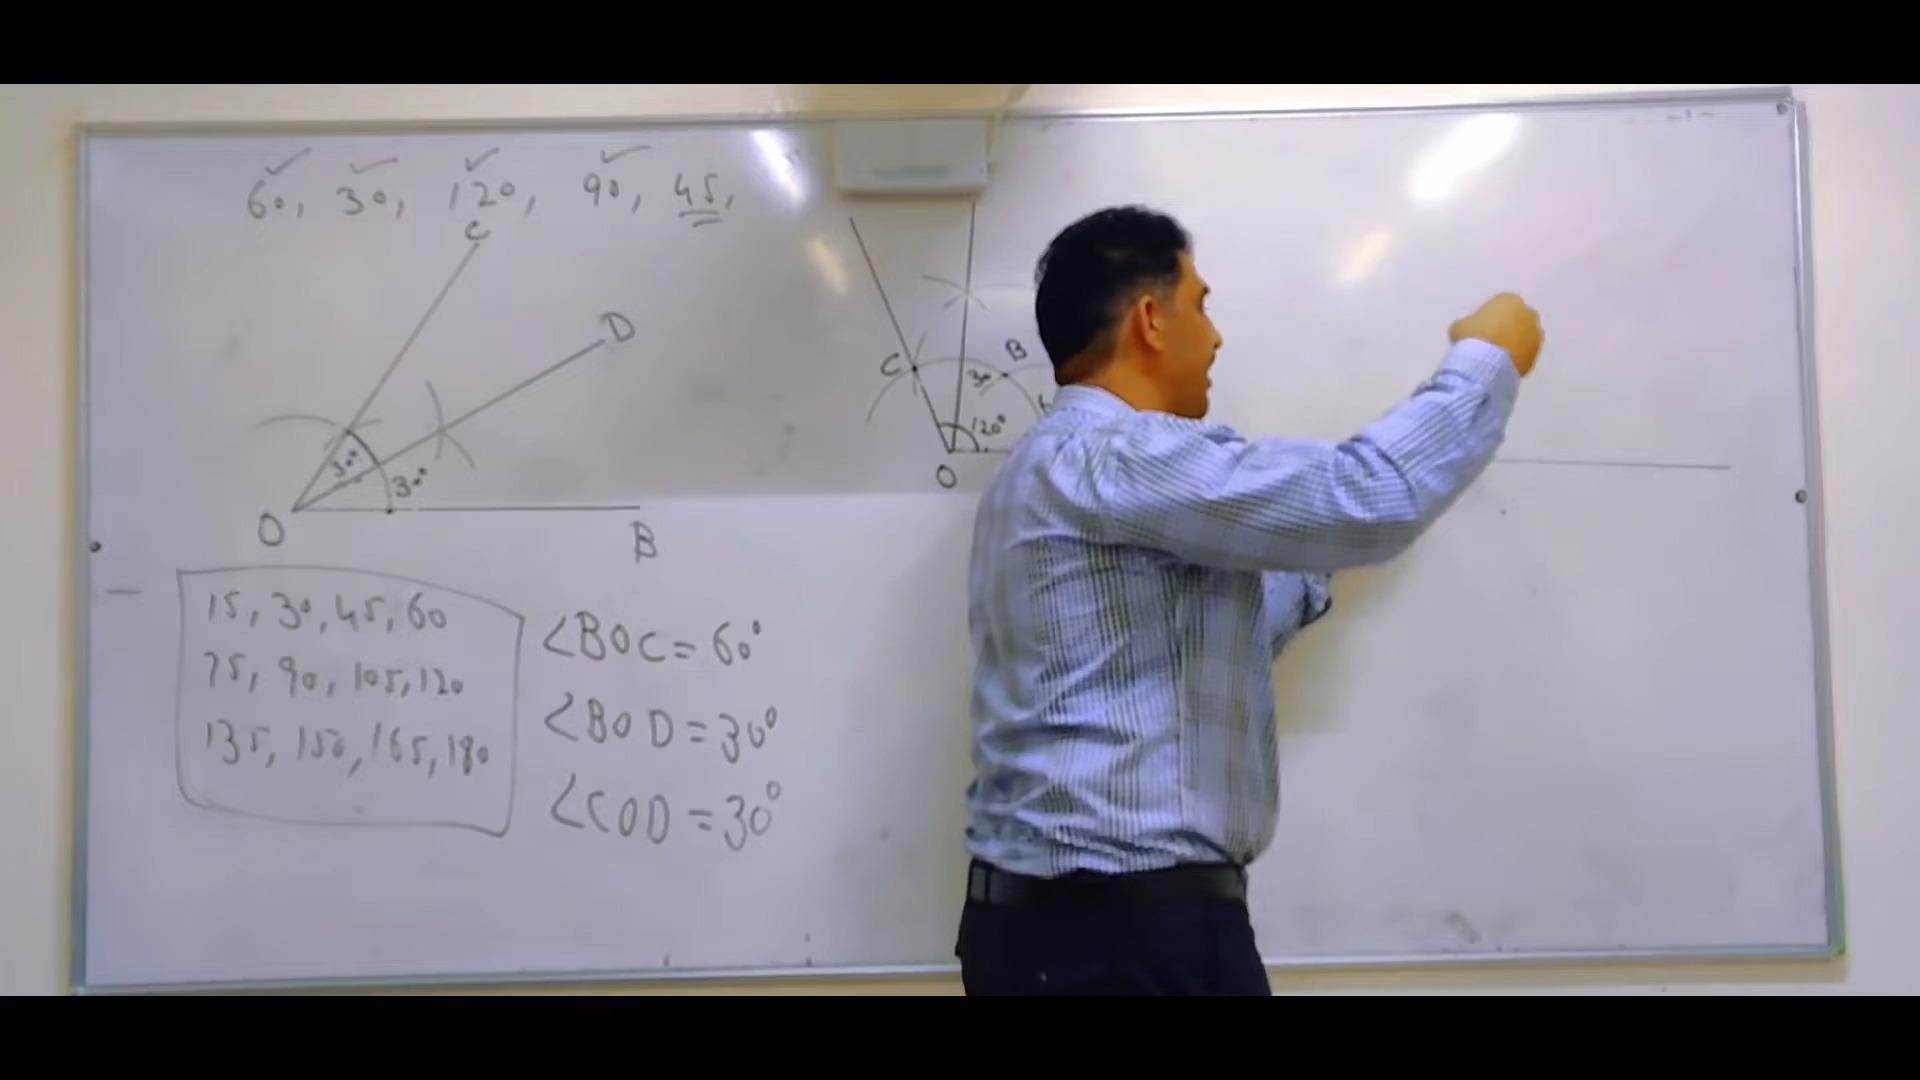 60, 30, 120, 90, 45,
C
D
30°
30°
O
B
C
B
30
120°
O
15, 30, 45, 60
75, 90, 105, 120
135, 150, 165, 180
∠BOC = 60°
∠BOD = 30°
∠COD = 30°